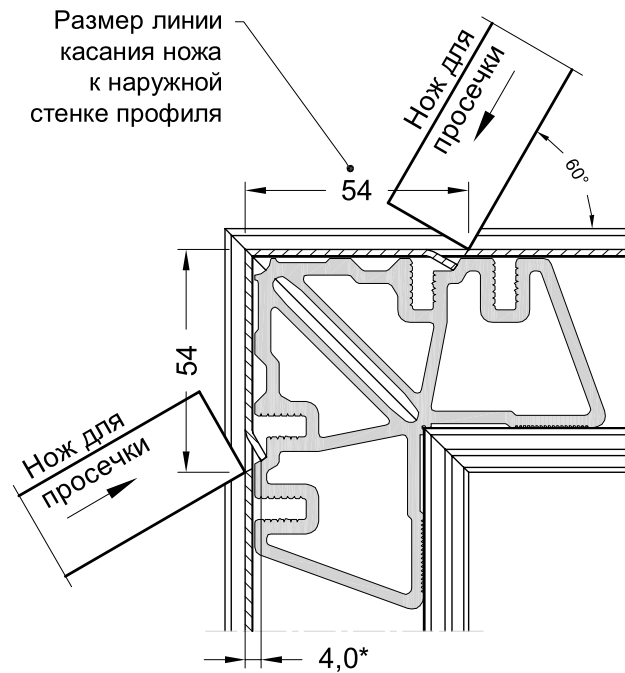 Размер линии
касания ножа
к наружной
стенке профиля
Нож для
просечки
60°
54
54
Нож для
просечки
4,0*